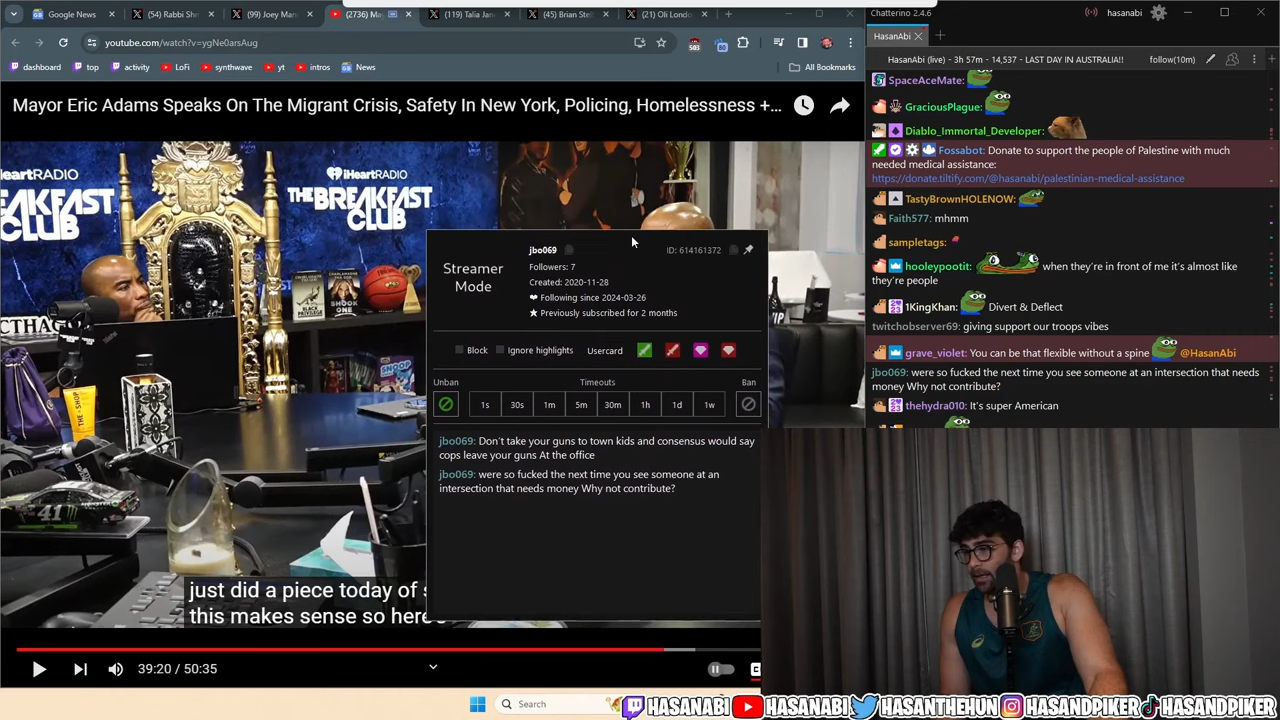 Google News
(54) Rabbi Shm
(99) Joey Man
(2736) Ma
(119) Talia Jan
(45) Brian Stel
(21) Oli Londo
youtube.com/watch?v=ygNe0arsAug
dashboard
top
activity
LoFi
synthwave
yt
intros
News
All Bookmarks
Mayor Eric Adams Speaks On The Migrant Crisis, Safety In New York, Policing, Homelessness +...
iHeartRADIO
THE BREAKFAST
CLUB
jbo069
ID: 614161372
Streamer
Mode
Followers: 7
Created: 2020-11-28
Following since 2024-03-26
Previously subscribed for 2 months
Block
Ignore highlights
Usercard
Unban
Timeouts
Ban
1s
30s
1m
5m
30m
1h
1d
1w
jbo069: Don't take your guns to town kids and consensus would say
cops leave your guns At the office
jbo069: were so fucked the next time you see someone at an
intersection that needs money Why not contribute?
41
just did a piece today of s
this makes sense so here's
39:20 / 50:35
Search
Chatterino 2.4.6
hasanabi
HasanAbi
HasanAbi (live) - 3h 57m - 14,537 - LAST DAY IN AUSTRALIA!!
follow(10m)
SpaceAceMate:
GraciousPlague:
Diablo_Immortal_Developer:
Fossabot: Donate to support the people of Palestine with much
needed medical assistance:
https://donate.tiltify.com/@hasanabi/palestinian-medical-assistance
TastyBrownHOLENOW:
Faith577: mhmm
sampletags:
hooleypootit: when they're in front of me it's almost like
they're people
1KingKhan: Divert & Deflect
twitchobserver69: giving support our troops vibes
grave_violet: You can be that flexible without a spine @HasanAbi
jbo069: were so fucked the next time you see someone at an intersection that needs
money Why not contribute?
thehydra010: It's super American
HASANABI
HASANABI
HASANTHEHUN
HASANDPIKER
HASANDPIKER